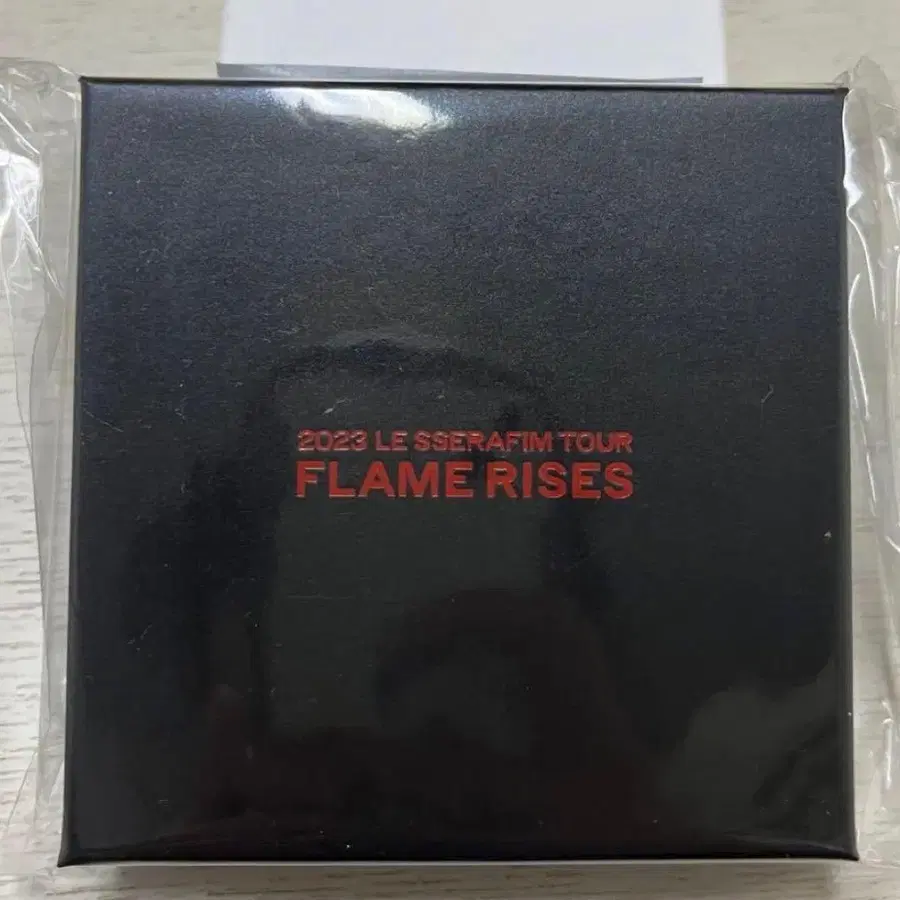 2023 LE SSERAFIM TOUR
FLAME RISES